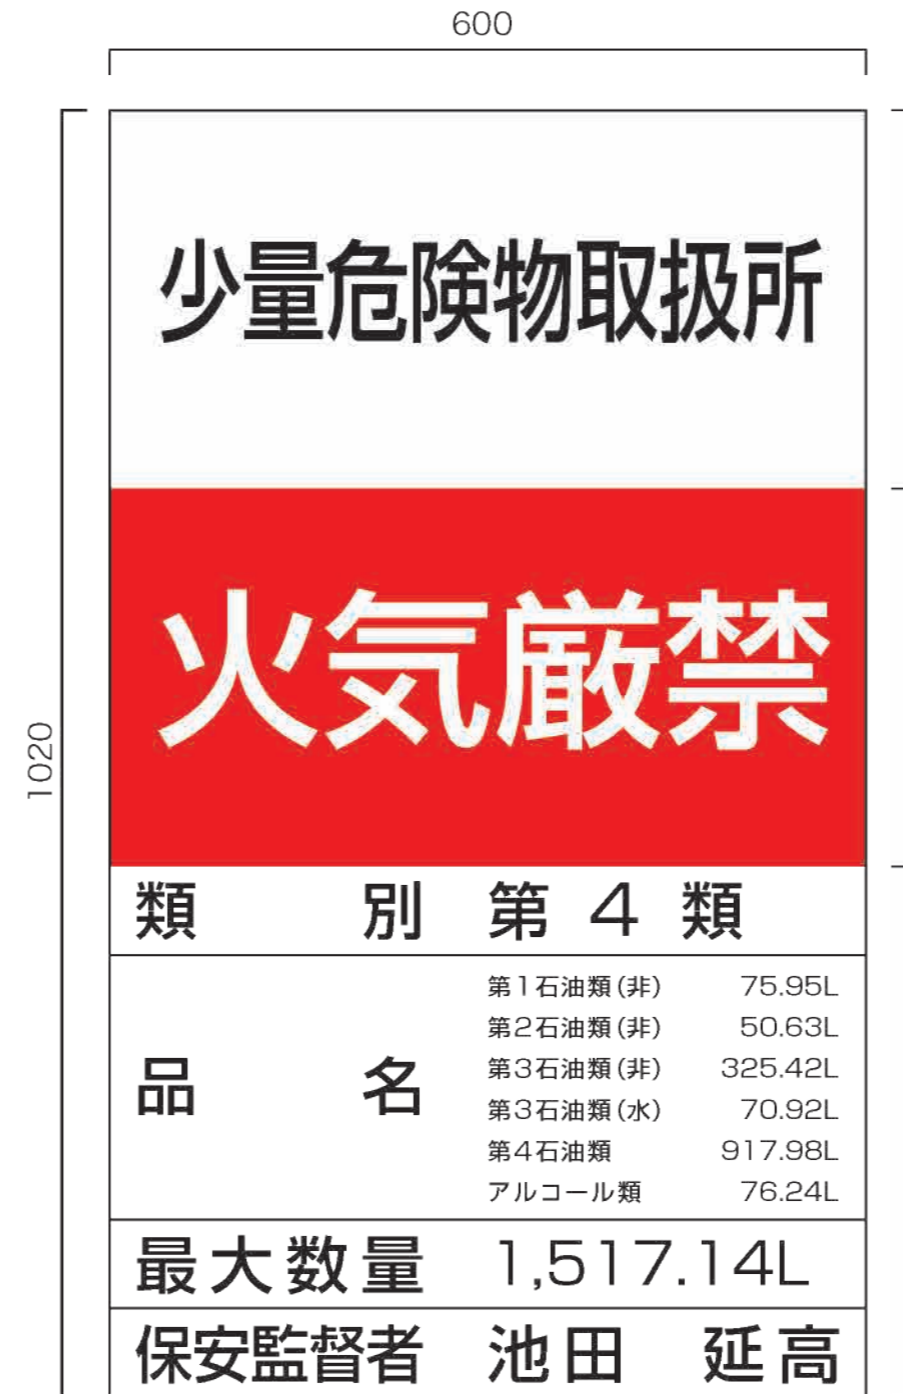 600
1020
少量危険物取扱所
火気厳禁
類別 第4類
品名
第1石油類(非) 75.95L
第2石油類(非) 50.63L
第3石油類(非) 325.42L
第3石油類(水) 70.92L
第4石油類 917.98L
アルコール類 76.24L
最大数量 1,517.14L
保安監督者 池田 延高